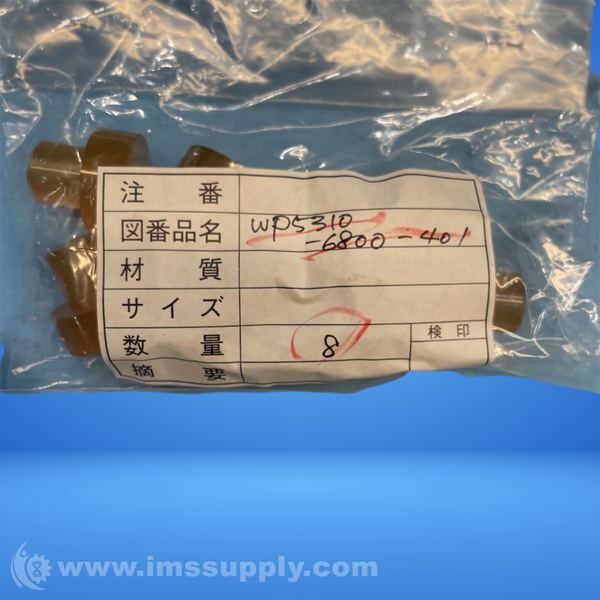 注 番
図番品名 WP5310
-6800-401
材 質
サイズ
数 量 8
検 印
摘 要
www.imssupply.com